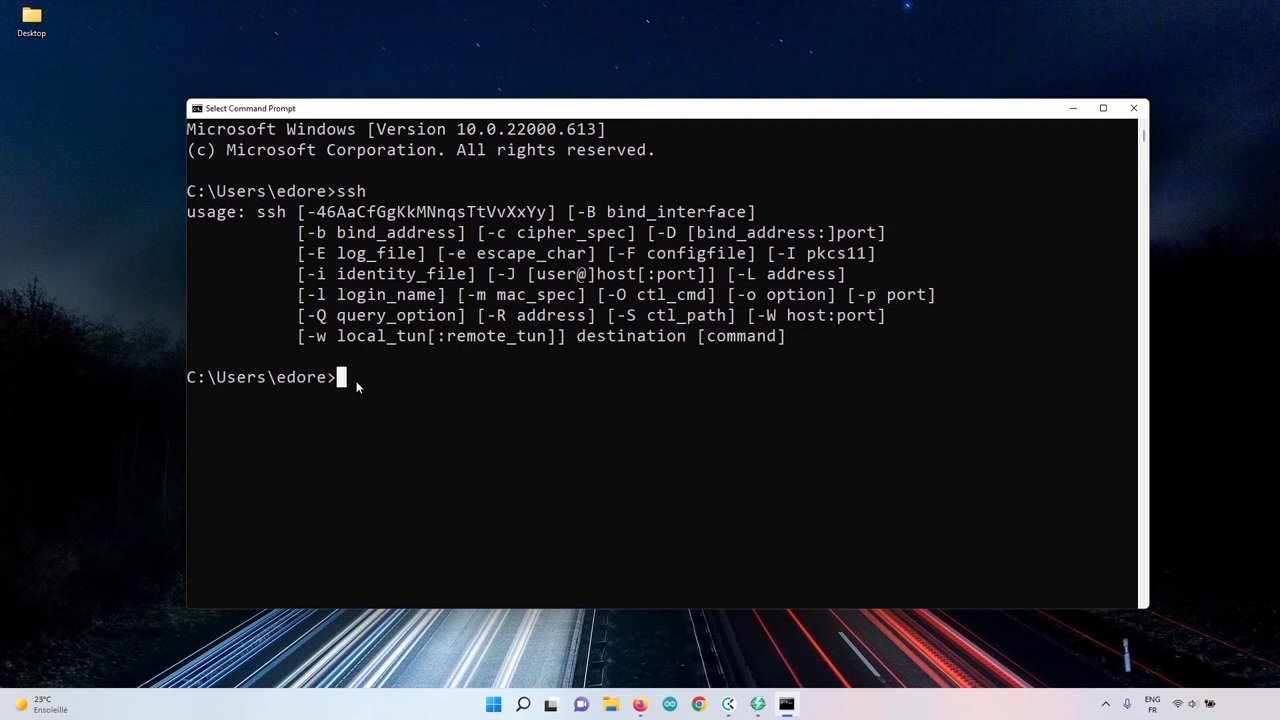 Desktop
Select Command Prompt
Microsoft Windows [Version 10.0.22000.613]
(c) Microsoft Corporation. All rights reserved.
C:\Users\edore>ssh
usage: ssh [-46AaCfGgKkMNnqsTtVvXxYy] [-B bind_interface]
[-b bind_address] [-c cipher_spec] [-D [bind_address:]port]
[-E log_file] [-e escape_char] [-F configfile] [-I pkcs11]
[-i identity_file] [-J [user@]host[:port]] [-L address]
[-l login_name] [-m mac_spec] [-O ctl_cmd] [-o option] [-p port]
[-Q query_option] [-R address] [-S ctl_path] [-W host:port]
[-w local_tun[:remote_tun]] destination [command]
C:\Users\edore>
23°C
Ensoleillé
ENG
FR